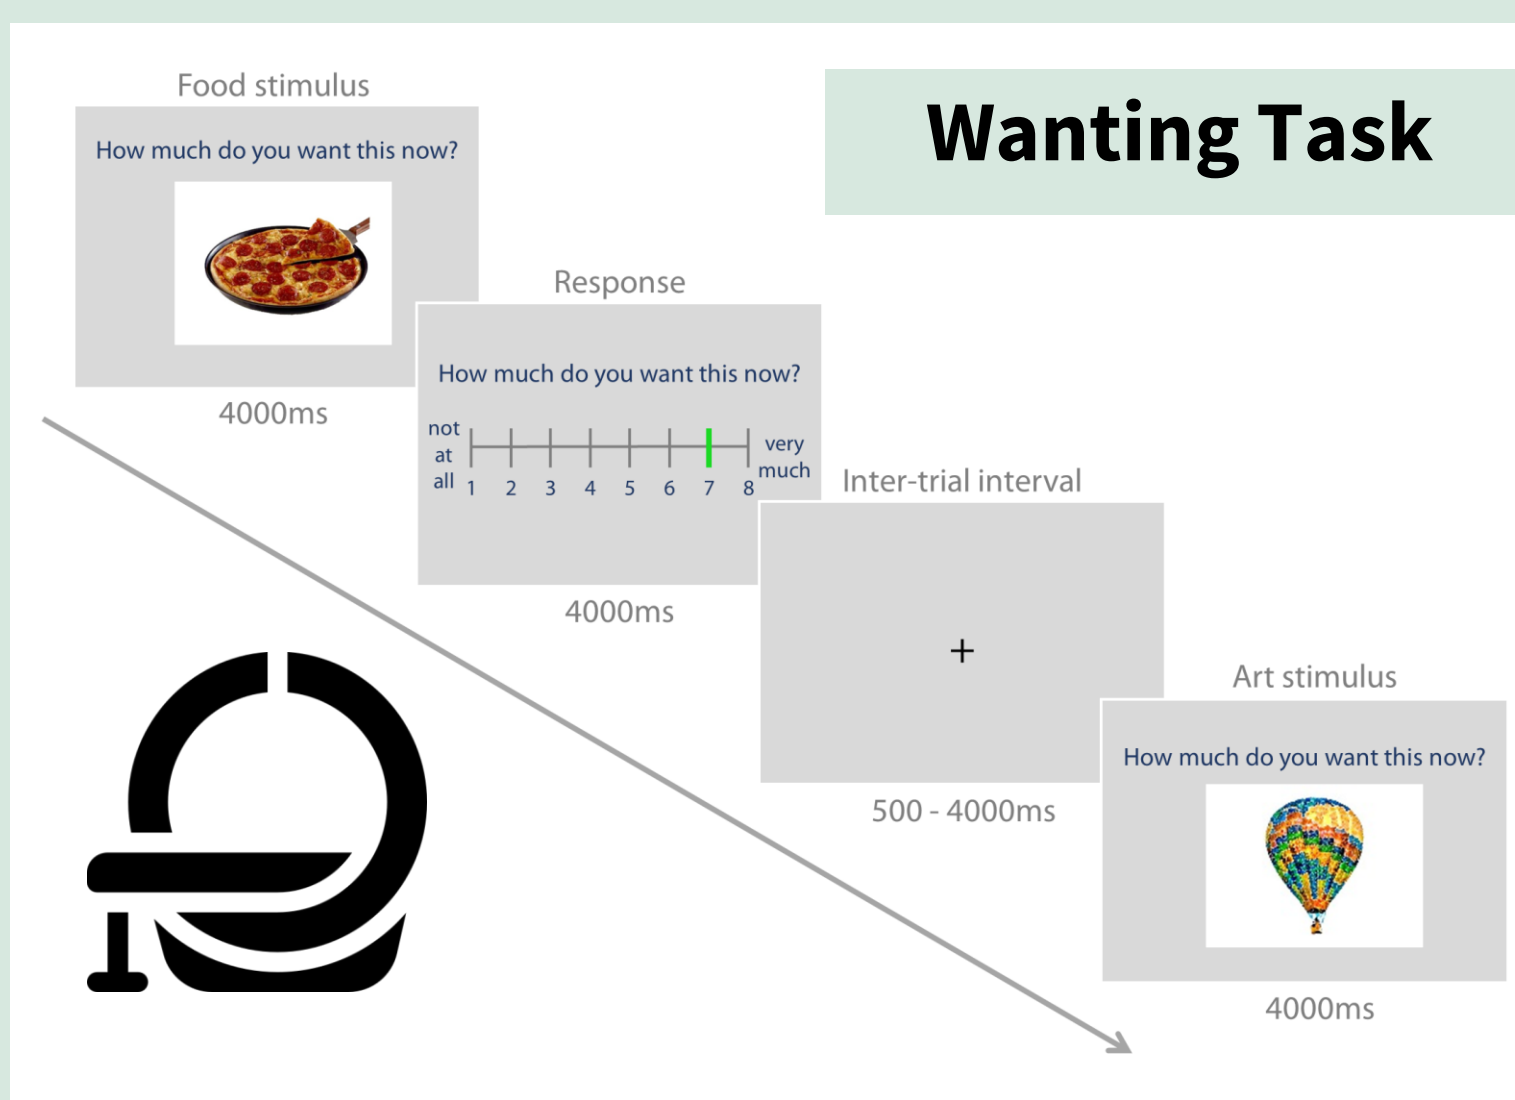 Wanting Task
Food stimulus
How much do you want this now?
4000ms
Response
How much do you want this now?
not
at
all
very
much
1 2 3 4 5 6 7 8
4000ms
Inter-trial interval
+
500 - 4000ms
Art stimulus
How much do you want this now?
4000ms